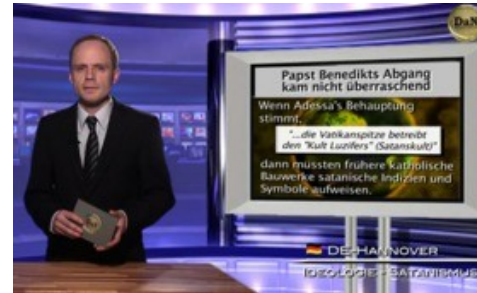 DaN
Papst Benedikts Abgang
kam nicht überraschend
Wenn Adessa's Behauptung
stimmt,
"...die Vatikanspitze betreibt
den "Kult Luzifers" (Satanskult)"
dann müssten frühere katholische
Bauwerke satanische Indizien und
Symbole aufweisen.
DE-HANNOVER
IDEOLOGIE - SATANISMUS